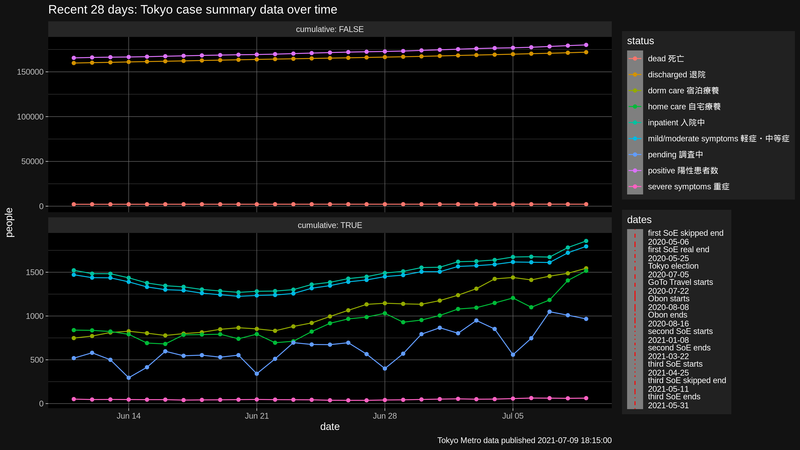 Recent 28 days: Tokyo case summary data over time
cumulative: FALSE
150000
100000
50000
0
cumulative: TRUE
1500
1000
500
0
people
Jun 14
Jun 21
Jun 28
Jul 05
date
Tokyo Metro data published 2021-07-09 18:15:00
status
dead 死亡
discharged 退院
dorm care 宿泊療養
home care 自宅療養
inpatient 入院中
mild/moderate symptoms 軽症・中等症
pending 調査中
positive 陽性患者数
severe symptoms 重症
dates
first SoE skipped end
2020-05-06
first SoE real end
2020-05-25
Tokyo election
2020-07-05
GoTo Travel starts
2020-07-22
Obon starts
2020-08-08
Obon ends
2020-08-16
second SoE starts
2021-01-08
second SoE ends
2021-03-22
third SoE starts
2021-04-25
third SoE skipped end
2021-05-11
third SoE ends
2021-05-31